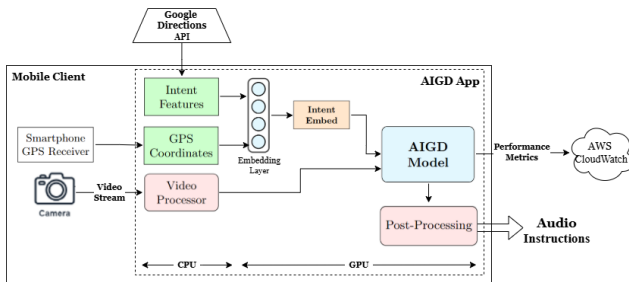 Google
Directions
API
Mobile Client
AIGD App
Intent
Features
Smartphone
GPS Receiver
GPS
Coordinates
Embedding
Layer
Intent
Embed
AIGD
Model
Performance
Metrics
AWS
CloudWatch
Camera
Video
Stream
Video
Processor
Post-Processing
Audio
Instructions
CPU
GPU